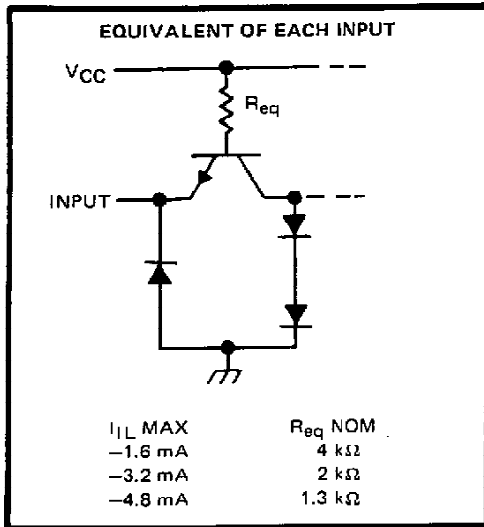 EQUIVALENT OF EACH INPUT
VCC
Req
INPUT
IIL MAX Req NOM
−1.6 mA 4 kΩ
−3.2 mA 2 kΩ
−4.8 mA 1.3 kΩ